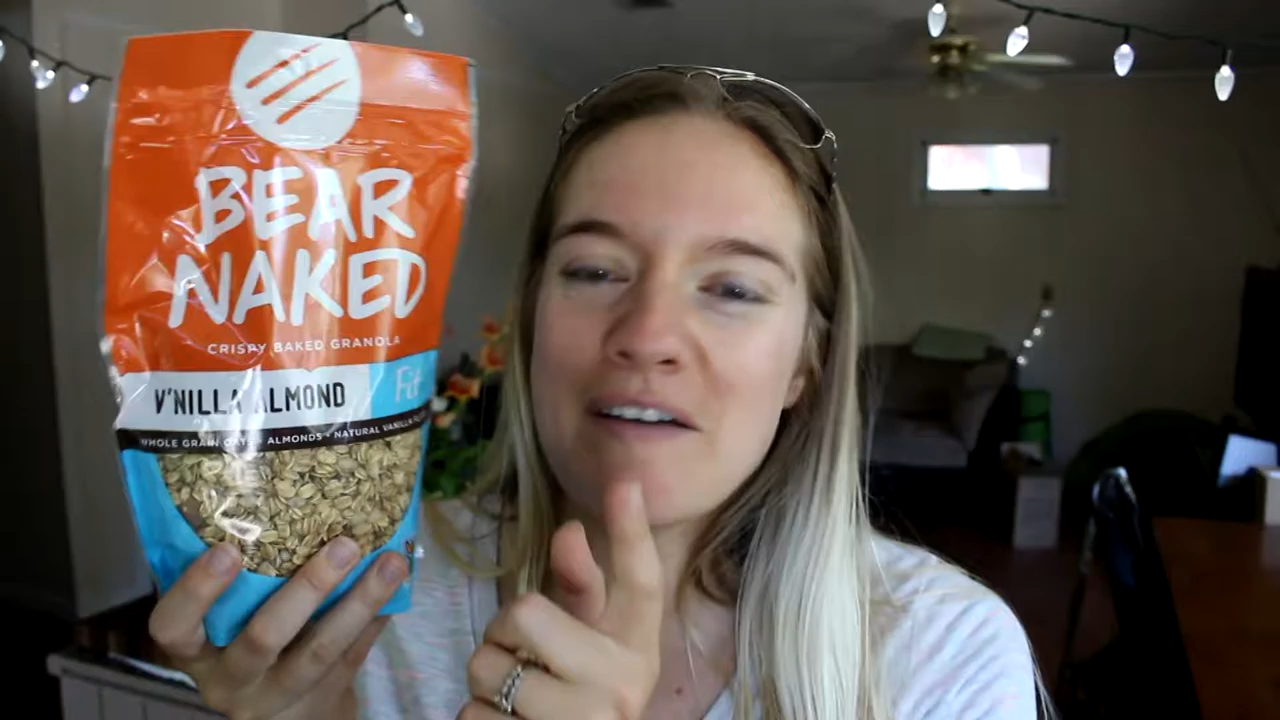 BEAR
NAKED
CRISPY BAKED GRANOLA
V'NILLA ALMOND
Fit
WHOLE GRAIN OATS • ALMONDS • NATURAL VANILLA